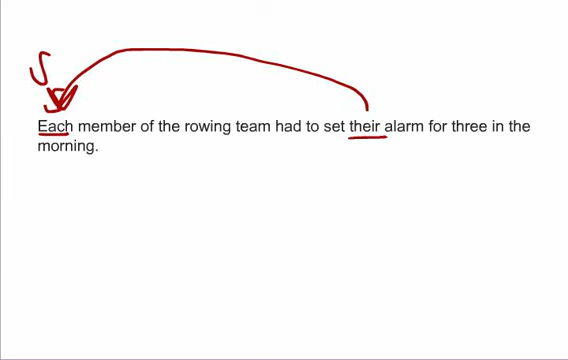 S
Each member of the rowing team had to set their alarm for three in the
morning.